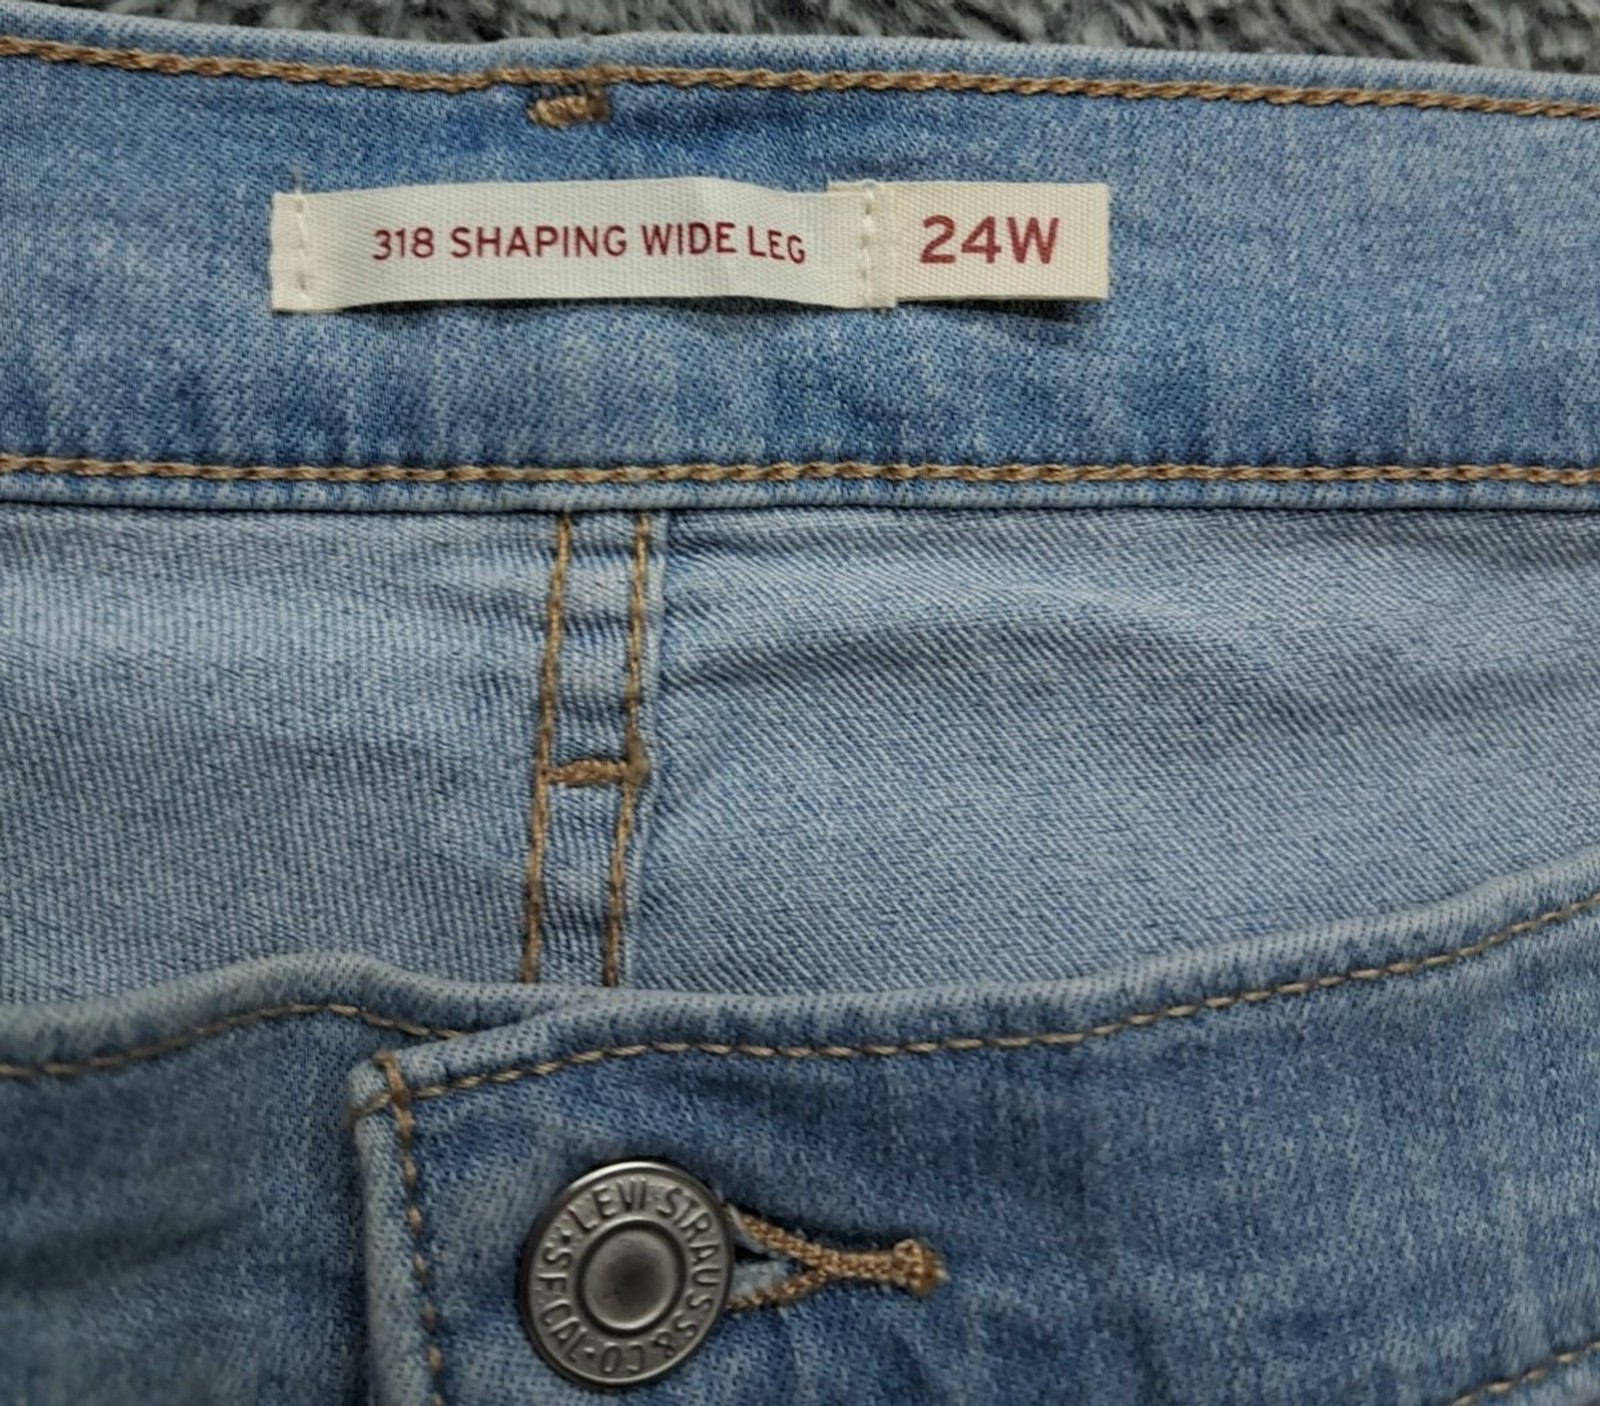 318 SHAPING WIDE LEG 24W
LEVI STRAUSS & CO · S.F. CAL ·